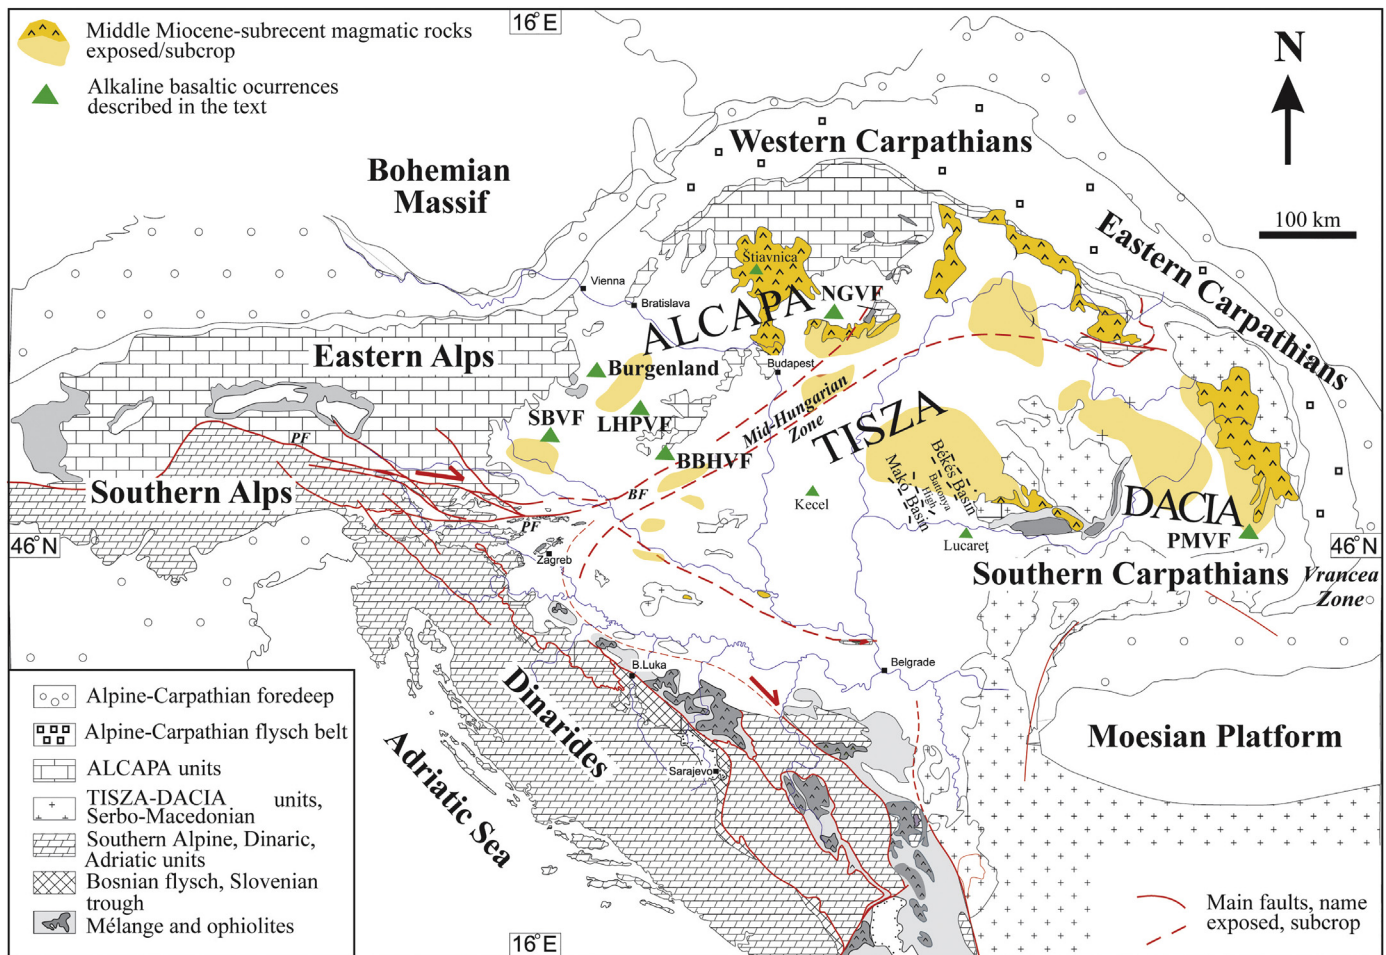 Middle Miocene-subrecent magmatic rocks
exposed/subcrop
Alkaline basaltic ocurrences
described in the text
16°E
N
100 km
Bohemian
Massif
Western Carpathians
Eastern Carpathians
Štiavnica
Vienna
Bratislava
ALCAPA
NGVF
Eastern Alps
Burgenland
Budapest
SBVF
LHPVF
Mid-Hungarian
Zone
TISZA
PF
BBHVF
Southern Alps
BF
Kecel
Békés Basin
Battonya
High
Makó Basin
DACIA
PF
46°N
Zagreb
Lucareţ
PMVF
46°N
Southern Carpathians
Vrancea
Zone
B.Luka
Belgrade
Dinarides
Adriatic Sea
Sarajevo
Moesian Platform
Alpine-Carpathian foredeep
Alpine-Carpathian flysch belt
ALCAPA units
TISZA-DACIA units,
Serbo-Macedonian
Southern Alpine, Dinaric,
Adriatic units
Bosnian flysch, Slovenian
trough
Mélange and ophiolites
16°E
Main faults, name
exposed, subcrop